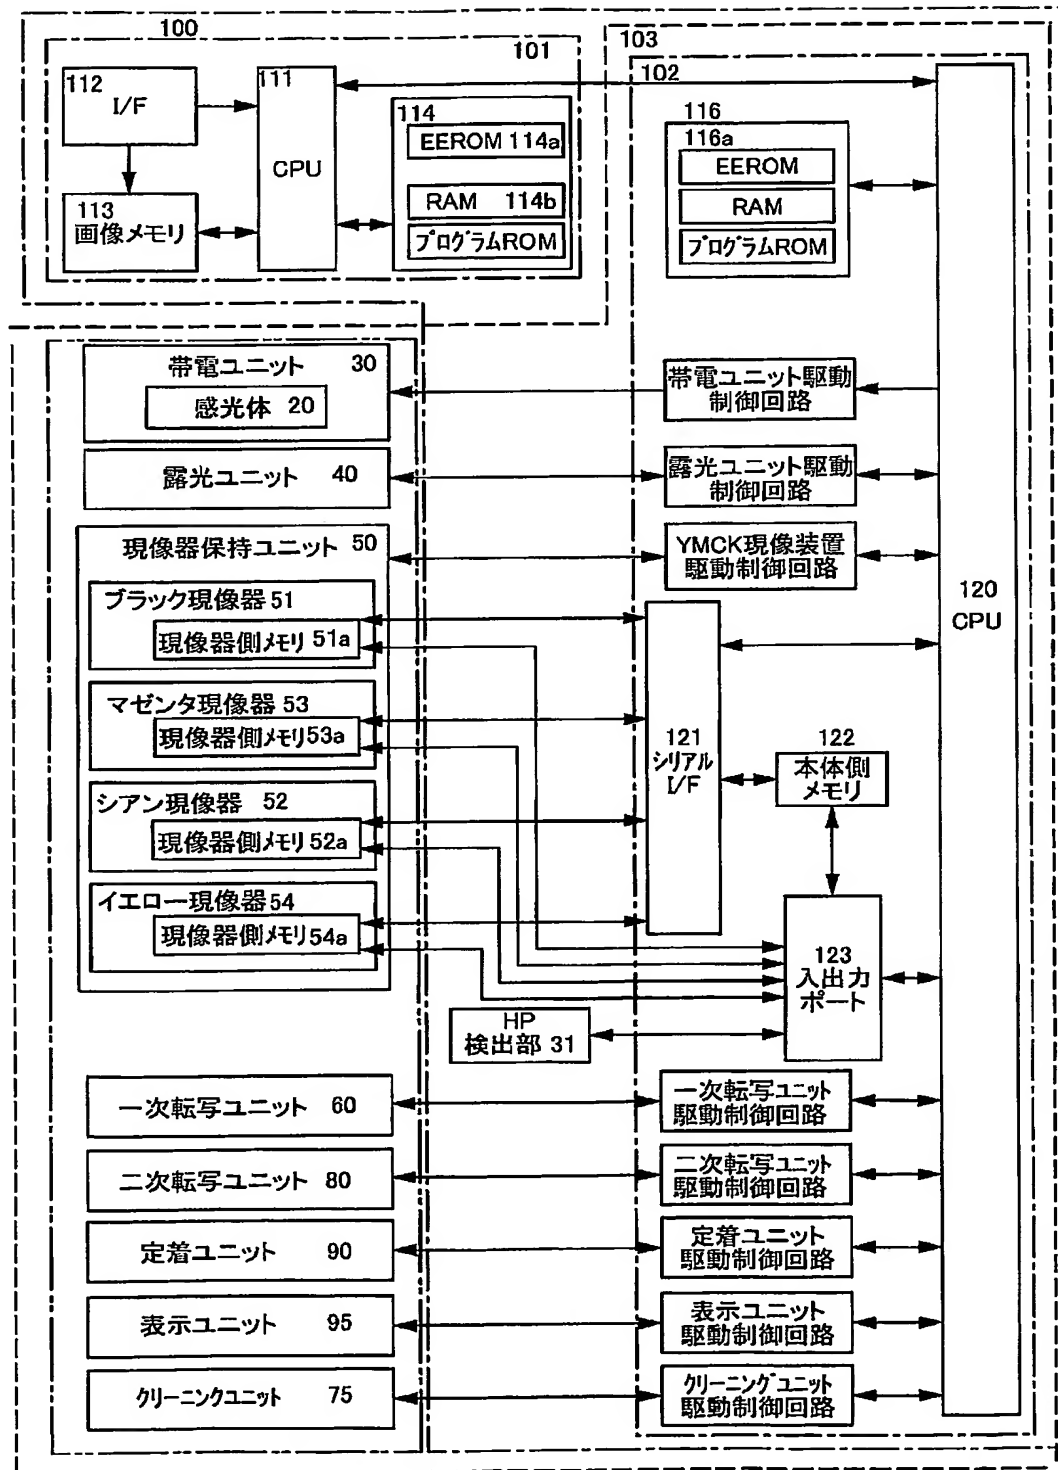 100
101
103
102
112
I/F
111
CPU
114
EEROM 114a
RAM 114b
プログラムROM
113
画像メモリ
116
116a
EEROM
RAM
プログラムROM
帯電ユニット 30
感光体 20
帯電ユニット駆動
制御回路
露光ユニット 40
露光ユニット駆動
制御回路
現像器保持ユニット 50
YMCK現像装置
駆動制御回路
120
CPU
ブラック現像器 51
現像器側メモリ 51a
マゼンタ現像器 53
現像器側メモリ 53a
シアン現像器 52
現像器側メモリ 52a
イエロー現像器 54
現像器側メモリ 54a
121
シリアル
I/F
122
本体側
メモリ
123
入出力
ポート
HP
検出部 31
一次転写ユニット 60
一次転写ユニット
駆動制御回路
二次転写ユニット 80
二次転写ユニット
駆動制御回路
定着ユニット 90
定着ユニット
駆動制御回路
表示ユニット 95
表示ユニット
駆動制御回路
クリーニングユニット 75
クリーニングユニット
駆動制御回路